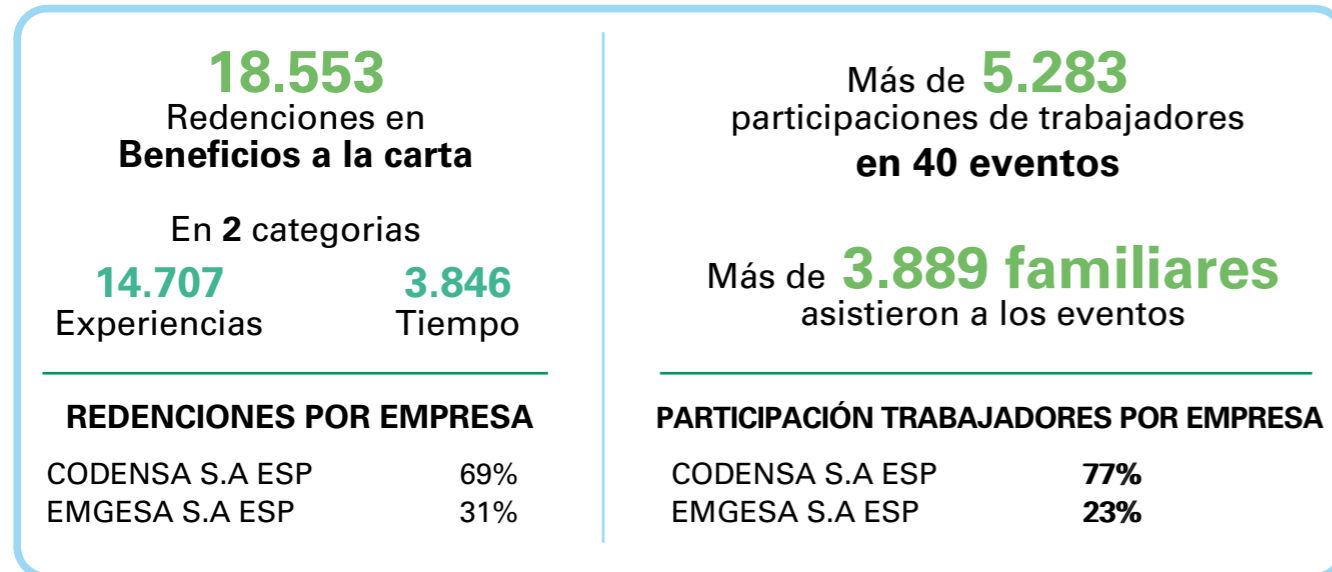 18.553
Redenciones en
Beneficios a la carta
En 2 categorias
14.707 3.846
Experiencias Tiempo
REDENCIONES POR EMPRESA
CODENSA S.A ESP 69%
EMGESA S.A ESP 31%
Más de 5.283
participaciones de trabajadores
en 40 eventos
Más de 3.889 familiares
asistieron a los eventos
PARTICIPACIÓN TRABAJADORES POR EMPRESA
CODENSA S.A ESP 77%
EMGESA S.A ESP 23%